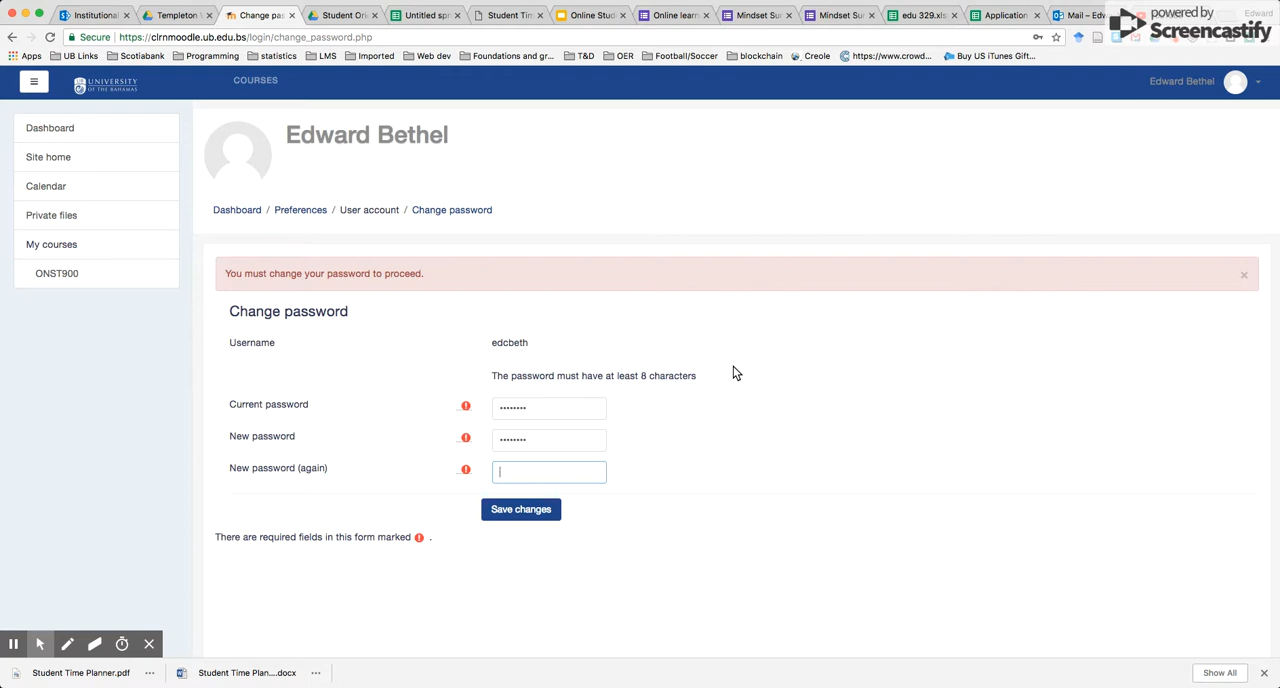 Institutional
Templeton W
Change pas
Student Ori
Untitled spr
Student Tim
Online Stud
Online learn
Mindset Sur
Mindset Sur
edu 329.xls
Application
Mail – Edw
Edward
powered by
Screencastify
Secure
https://clrnmoodle.ub.edu.bs/login/change_password.php
Apps
UB Links
Scotiabank
Programming
statistics
LMS
Imported
Web dev
Foundations and gr...
T&D
OER
Football/Soccer
blockchain
Creole
https://www.crowd...
Buy US iTunes Gift...
UNIVERSITY
OF THE BAHAMAS
COURSES
Edward Bethel
Dashboard
Site home
Calendar
Private files
My courses
ONST900
Edward Bethel
Dashboard / Preferences / User account / Change password
You must change your password to proceed.
×
Change password
Username
edcbeth
The password must have at least 8 characters
Current password
••••••••
New password
••••••••
New password (again)
Save changes
There are required fields in this form marked
.
Student Time Planner.pdf
Student Time Plan....docx
Show All